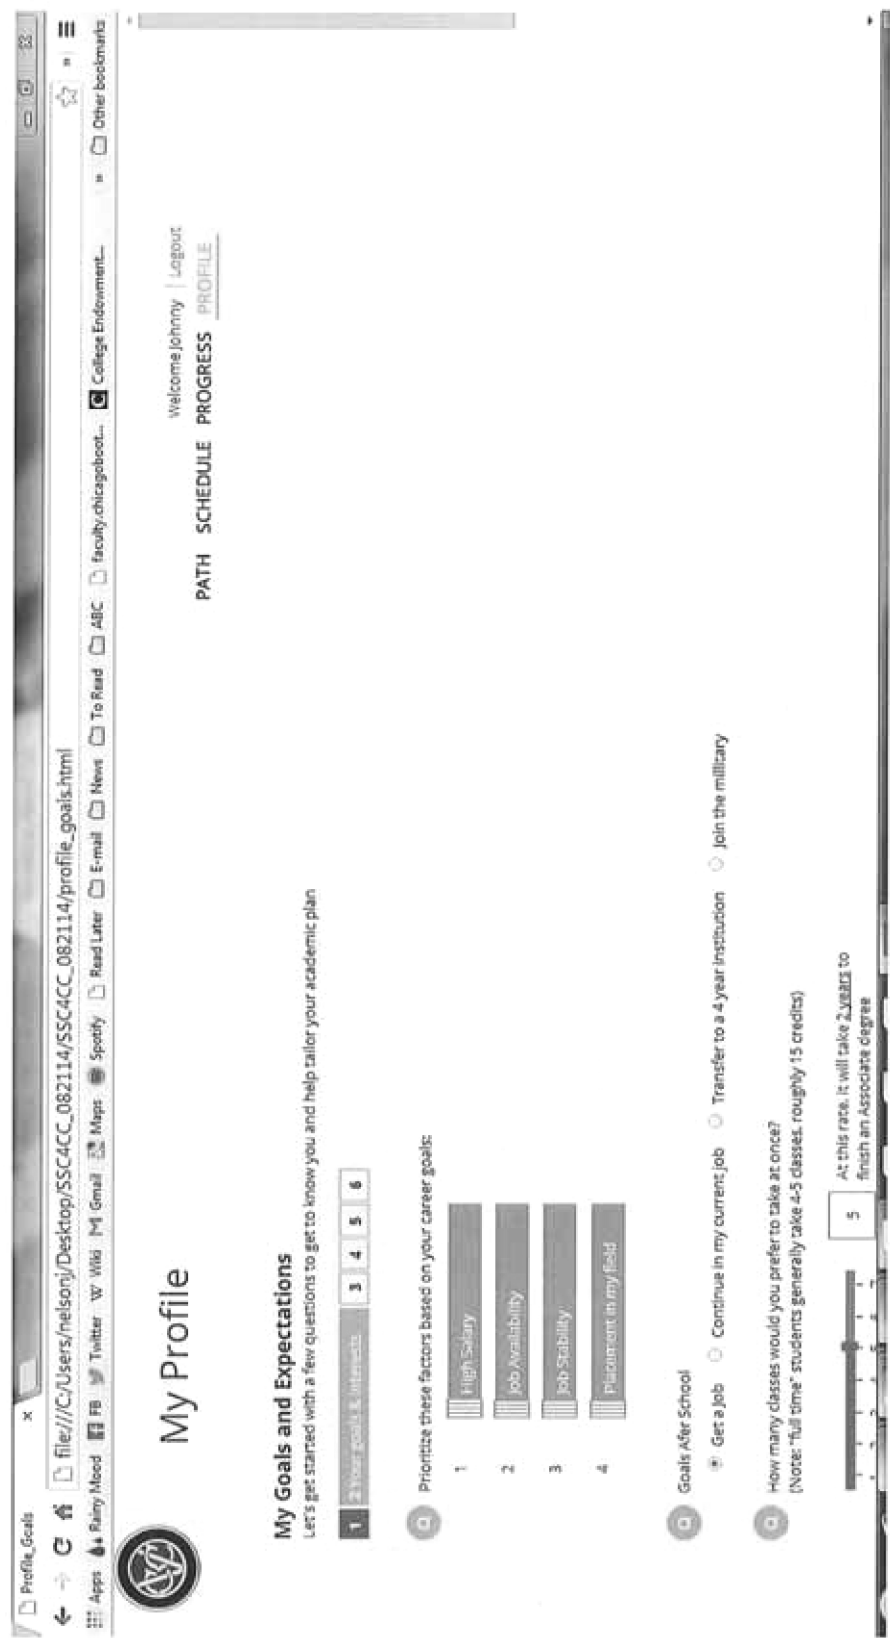 Profile_Goals ×
file:///C:/Users/nelsonj/Desktop/SSC4CC_082114/SSC4CC_082114/profile_goals.html
Apps Rainy Mood FB Twitter W Wiki Gmail Maps Spotify Read Later E-mail News To Read ABC faculty.chicagoboot... College Endowment... » Other bookmarks
Welcome Johnny | Logout
My Profile
PATH SCHEDULE PROGRESS PROFILE
My Goals and Expectations
Let's get started with a few questions to get to know you and help tailor your academic plan
1 3 4 5 6
Q Prioritize these factors based on your career goals:
1 High Salary
2 Job Availability
3 Job Stability
4 Placement in my field
Q Goals Afer School
Get a Job Continue in my current job Transfer to a 4 year institution Join the military
Q How many classes would you prefer to take at once?
(Note: "full time" students generally take 4-5 classes, roughly 15 credits)
5 At this rate, it will take 2 years to
finish an Associate degree